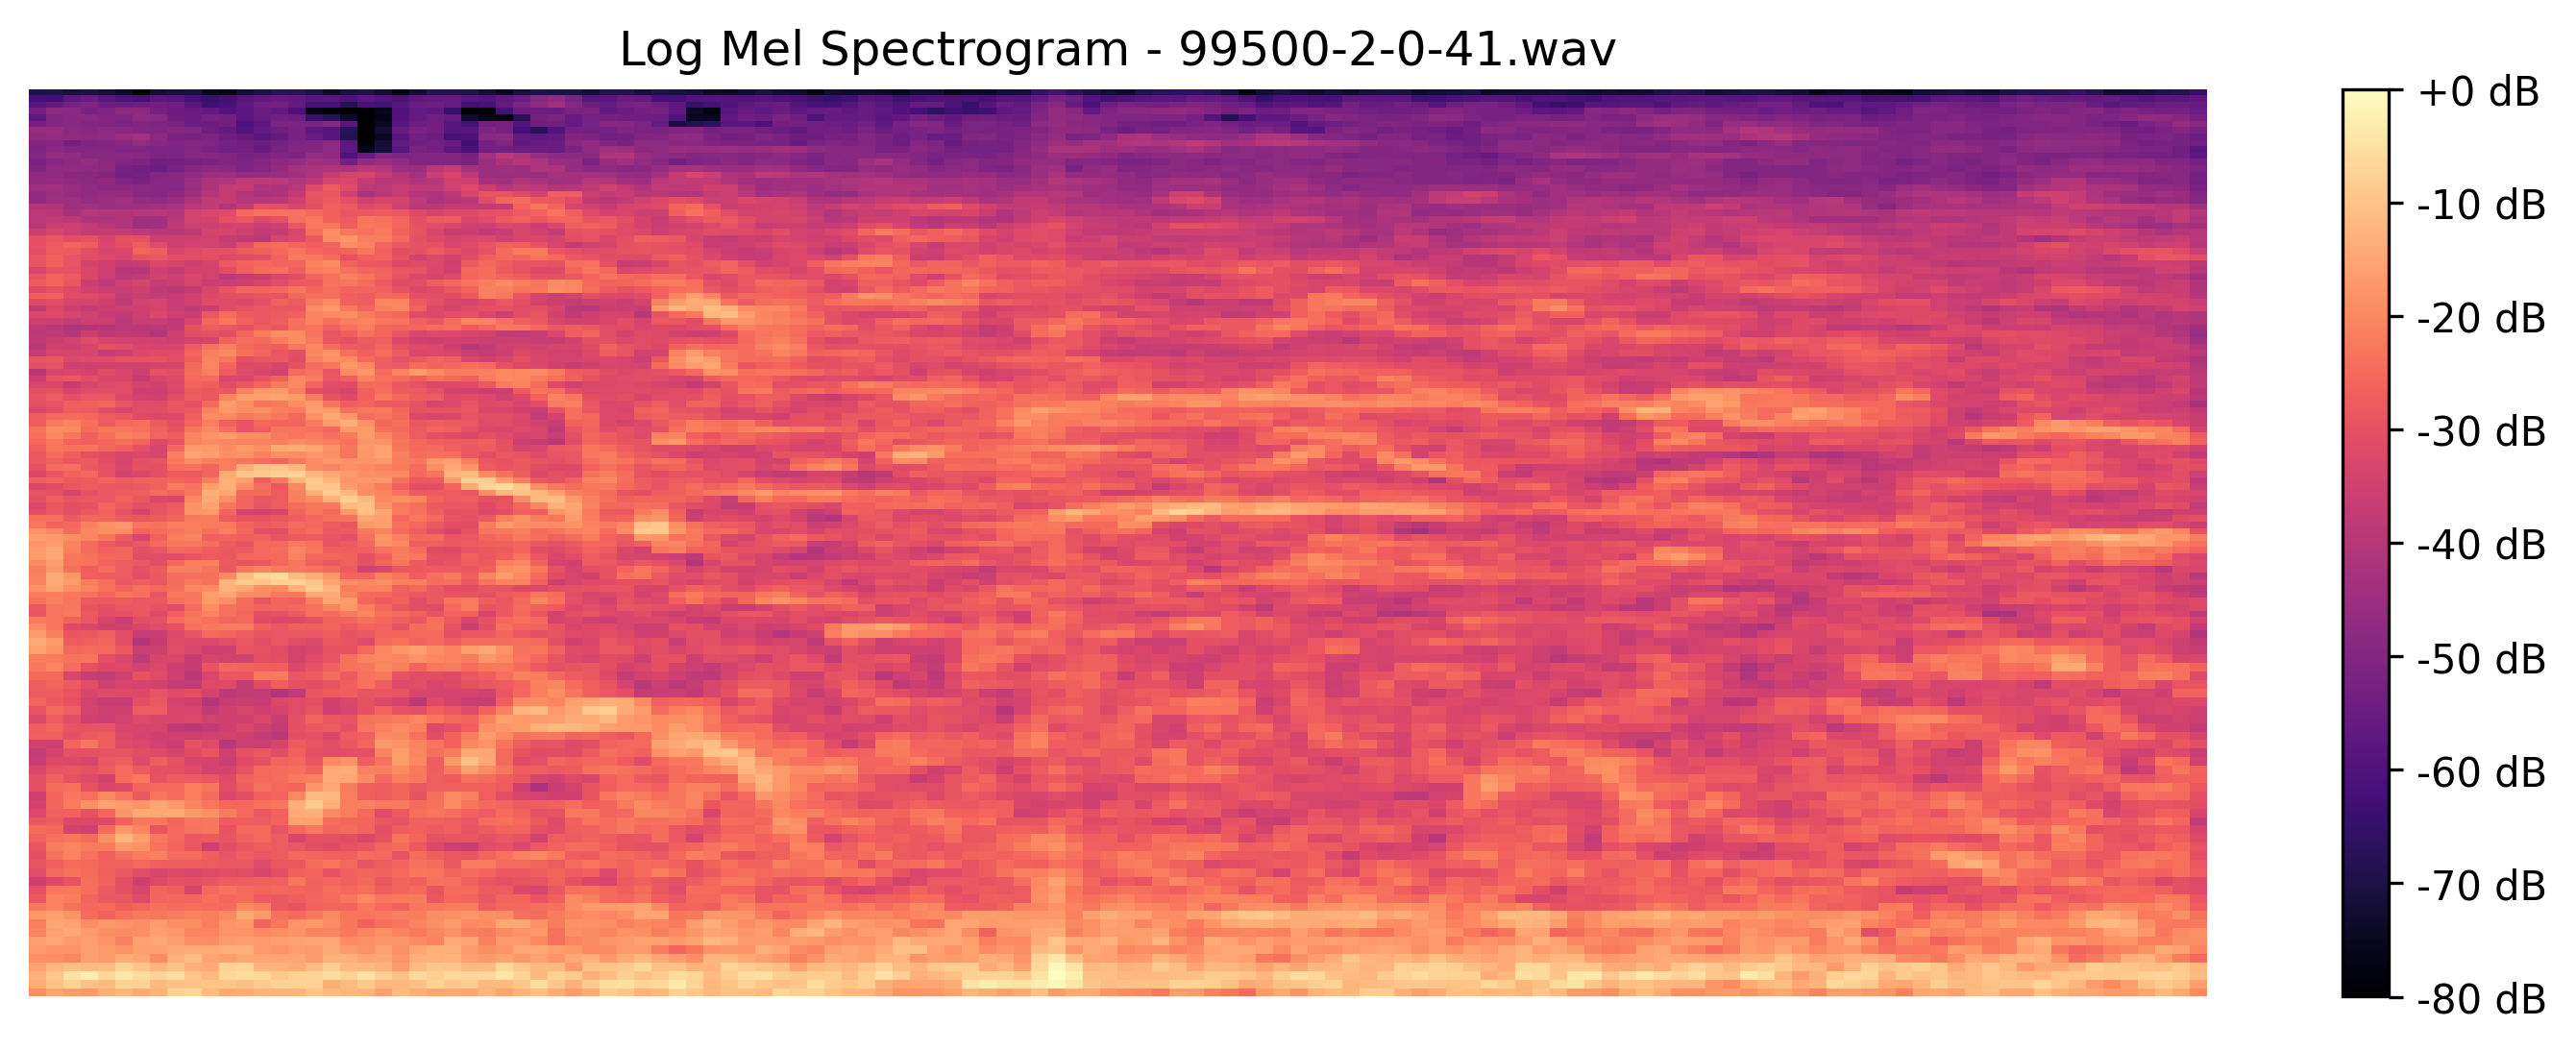 Log Mel Spectrogram - 99500-2-0-41.wav
+0 dB
-10 dB
-20 dB
-30 dB
-40 dB
-50 dB
-60 dB
-70 dB
-80 dB